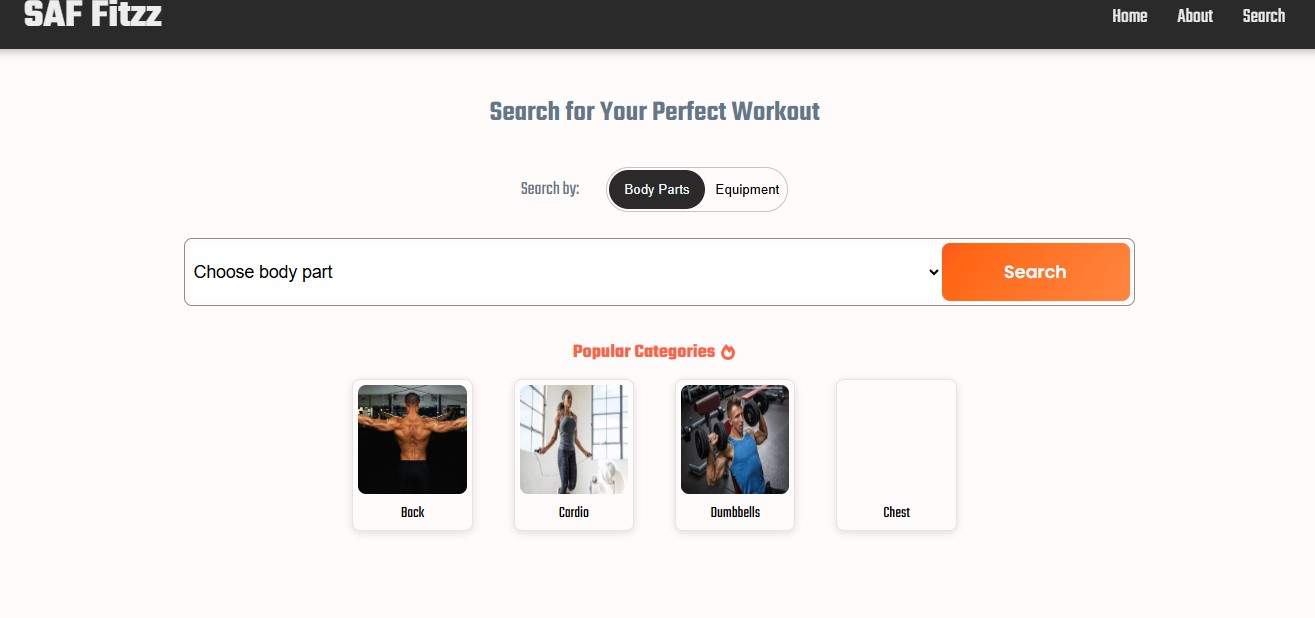 SAF Fitzz
Home About Search
Search for Your Perfect Workout
Search by: Body Parts Equipment
Choose body part Search
Popular Categories
Back Cardio Dumbbells Chest